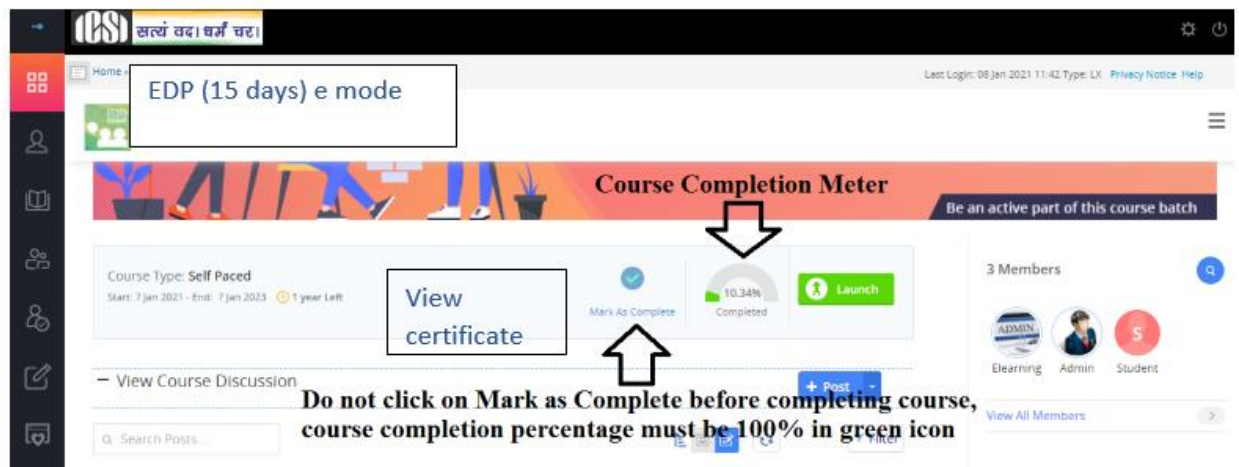 ICSI सत्यं वद। धर्मं चर।
Home
Last Login: 08 Jan 2021 11:42 Type: LX Privacy Notice Help
EDP (15 days) e mode
Course Completion Meter
Be an active part of this course batch
Course Type: Self Paced
Start: 7 Jan 2021 - End: 7 Jan 2023 1 year Left
View
certificate
Mark As Complete
10.34%
Completed
Launch
3 Members
ADMIN
S
Elearning Admin Student
− View Course Discussion
+ Post
Do not click on Mark as Complete before completing course,
course completion percentage must be 100% in green icon
Search Posts...
Filter
View All Members